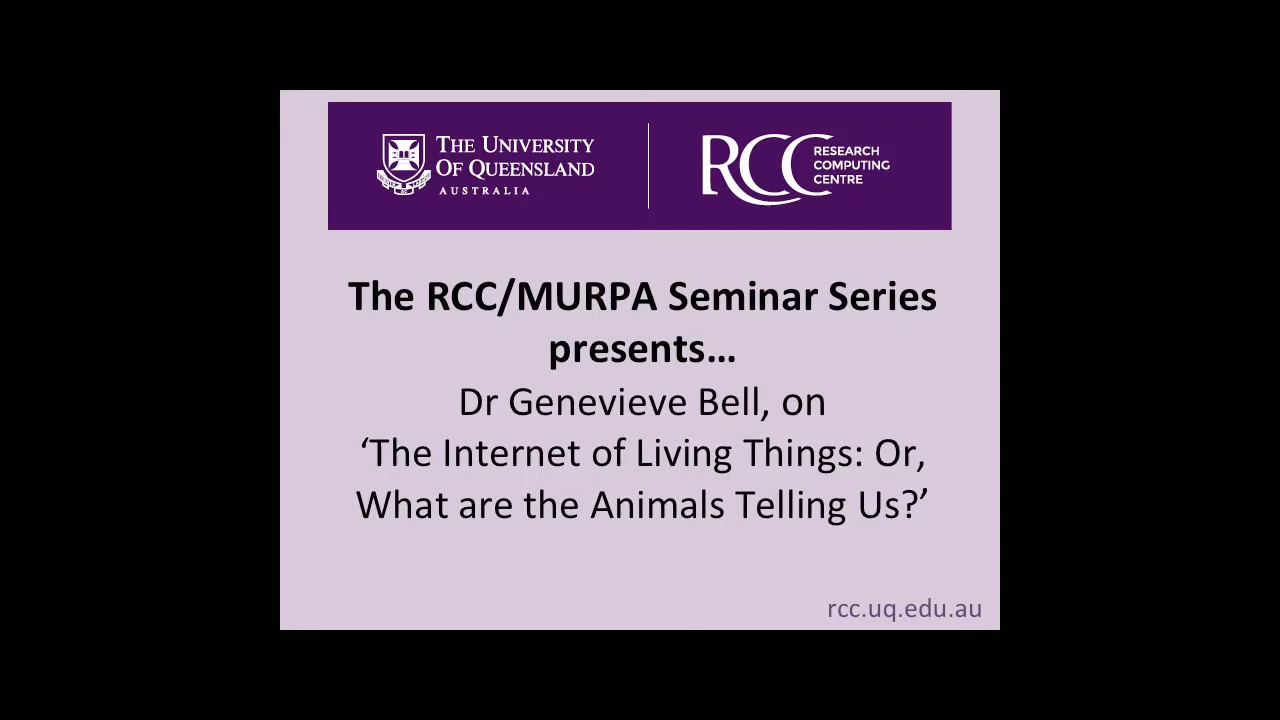 THE UNIVERSITY
OF QUEENSLAND
AUSTRALIA
RCC
RESEARCH
COMPUTING
CENTRE
The RCC/MURPA Seminar Series
presents…
Dr Genevieve Bell, on
‘The Internet of Living Things: Or,
What are the Animals Telling Us?’
rcc.uq.edu.au